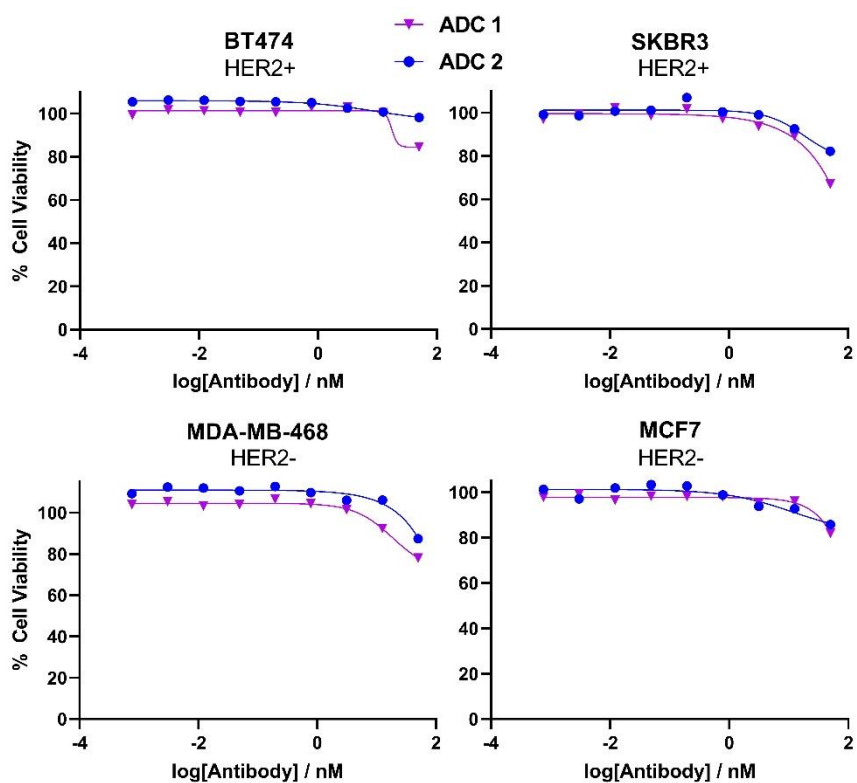 BT474
HER2+
ADC 1
ADC 2
SKBR3
HER2+
% Cell Viability
100
80
60
40
20
0
-4
-2
0
2
log[Antibody] / nM
100
80
60
40
20
0
-4
-2
0
2
log[Antibody] / nM
MDA-MB-468
HER2-
% Cell Viability
100
80
60
40
20
0
-4
-2
0
2
log[Antibody] / nM
MCF7
HER2-
100
80
60
40
20
0
-4
-2
0
2
log[Antibody] / nM